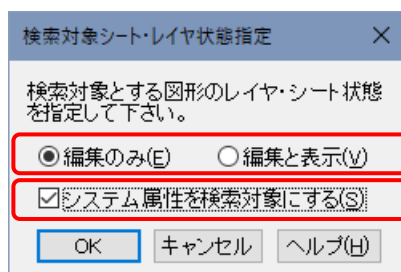 検索対象シート・レイヤ状態指定
検索対象とする図形のレイヤ・シート状態
を指定して下さい。
編集のみ(E) 編集と表示(V)
システム属性を検索対象にする(S)
OK キャンセル ヘルプ(H)